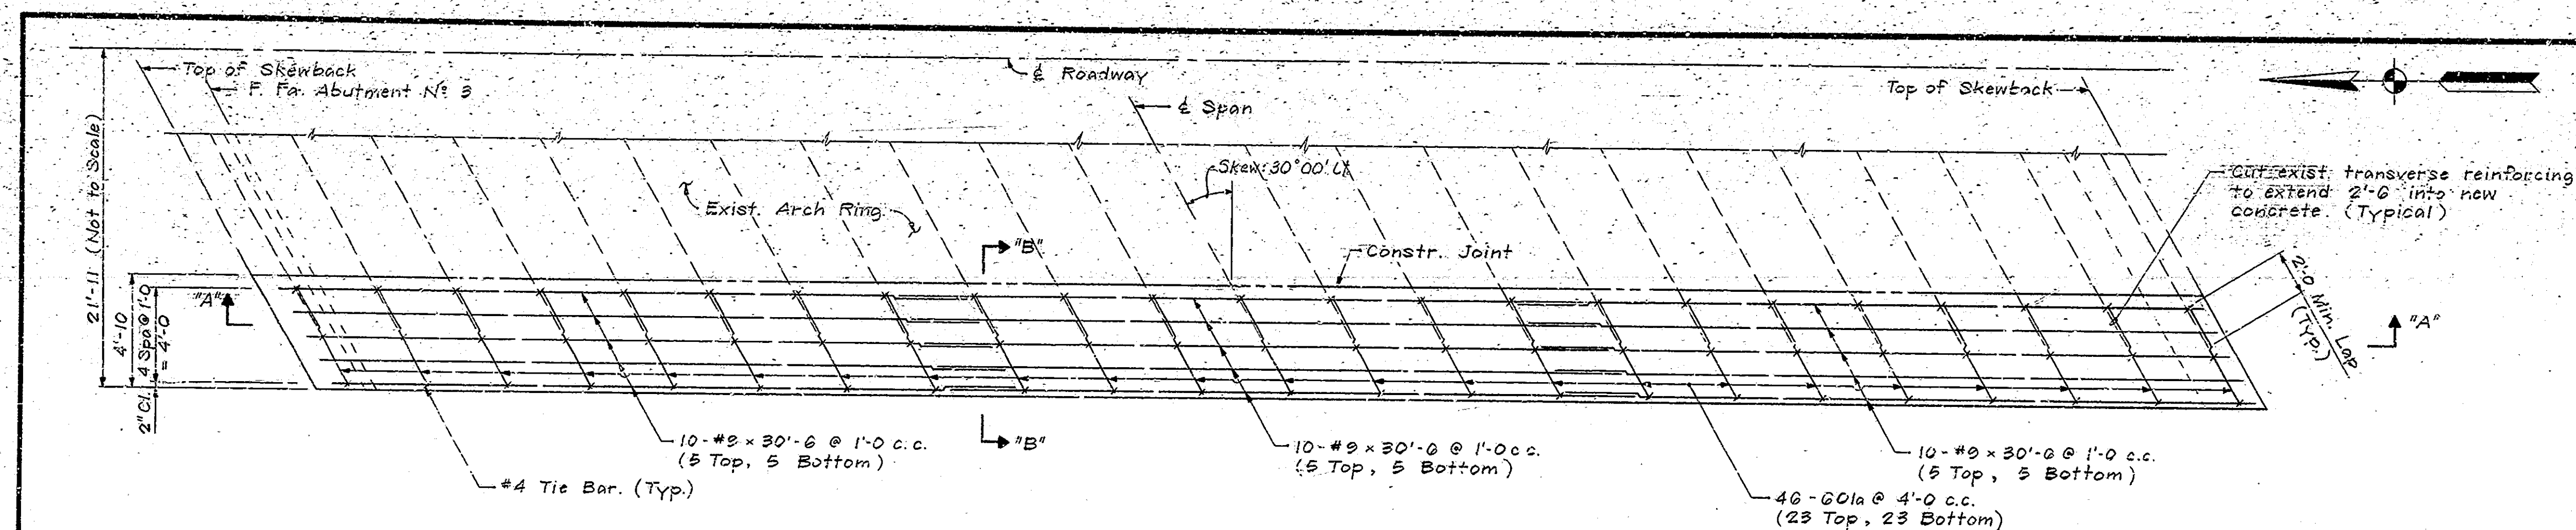 Top of Skewback
F. Fa. Abutment Nº 3
℄ Roadway
℄ Span
Top of Skewback
21'-11 (Not to Scale)
Skew 30°00' Lt.
Exist. Arch Ring
Cut exist. transverse reinforcing
to extend 2'-6 into new
concrete. (Typical)
"B"
Constr. Joint
2'-0 Min. Lap
(Typ.)
4'-10
4 Spa @ 1'-0
= 4'-0
2" Cl.
"A"
"A"
"B"
10-#9 x 30'-6 @ 1'-0 c.c.
(5 Top, 5 Bottom)
10-#9 x 30'-6 @ 1'-0 c.c.
(5 Top, 5 Bottom)
10-#9 x 30'-6 @ 1'-0 c.c.
(5 Top, 5 Bottom)
#4 Tie Bar. (Typ.)
46-601a @ 4'-0 c.c.
(23 Top, 23 Bottom)